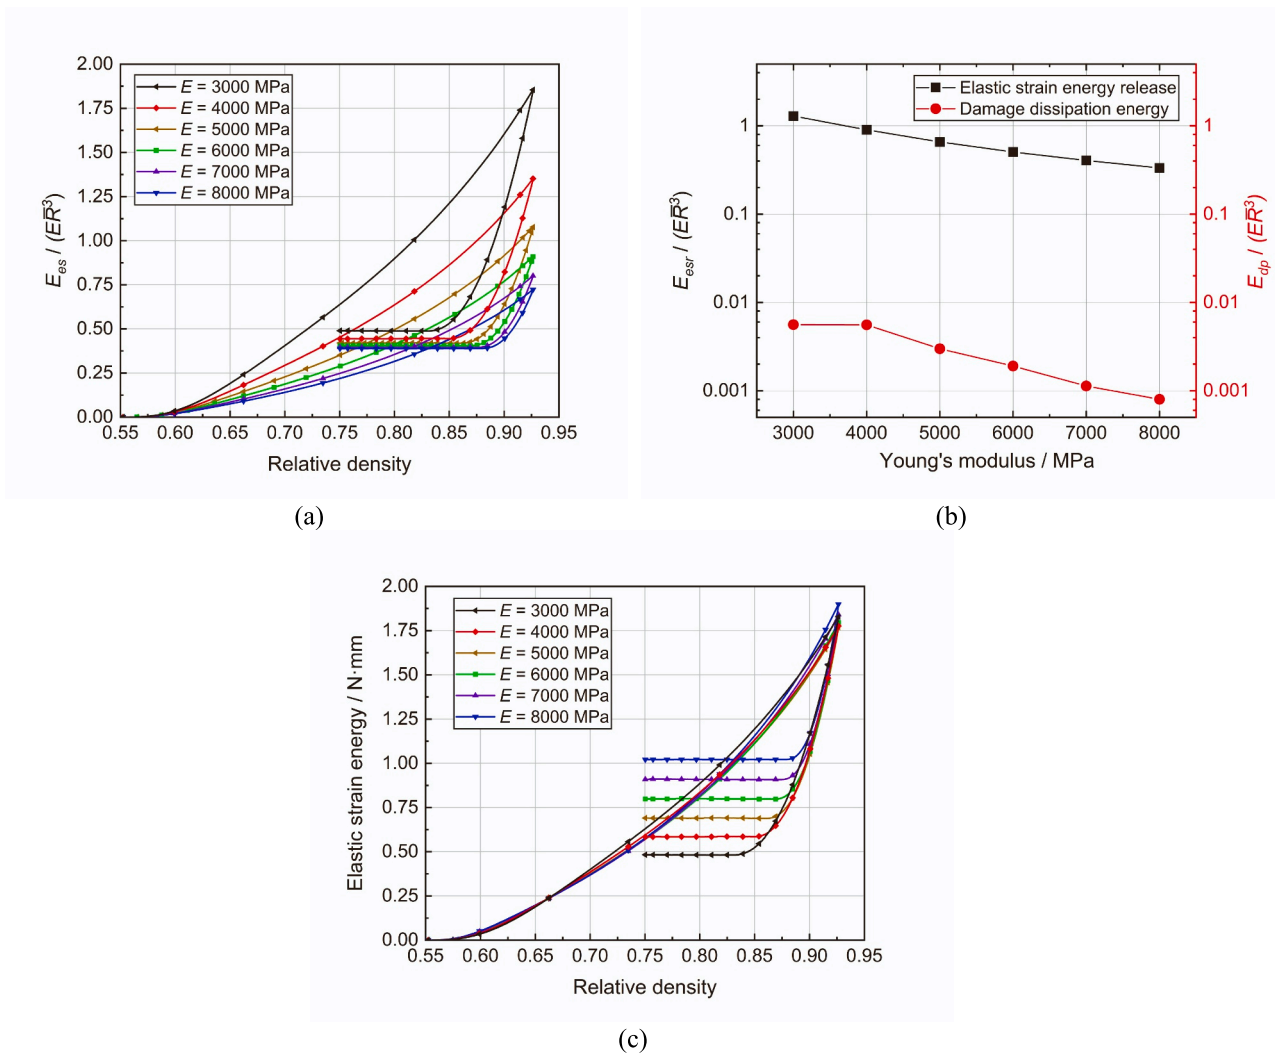 2.00
1.75
1.50
1.25
1.00
0.75
0.50
0.25
0.00
E_es / (ER̅³)
E = 3000 MPa
E = 4000 MPa
E = 5000 MPa
E = 6000 MPa
E = 7000 MPa
E = 8000 MPa
0.55 0.60 0.65 0.70 0.75 0.80 0.85 0.90 0.95
Relative density
(a)
1
0.1
0.01
0.001
E_esr / (ER̅³)
Elastic strain energy release
Damage dissipation energy
1
0.1
0.01
0.001
E_dp / (ER̅³)
3000 4000 5000 6000 7000 8000
Young's modulus / MPa
(b)
2.00
1.75
1.50
1.25
1.00
0.75
0.50
0.25
0.00
Elastic strain energy / N·mm
E = 3000 MPa
E = 4000 MPa
E = 5000 MPa
E = 6000 MPa
E = 7000 MPa
E = 8000 MPa
0.55 0.60 0.65 0.70 0.75 0.80 0.85 0.90 0.95
Relative density
(c)